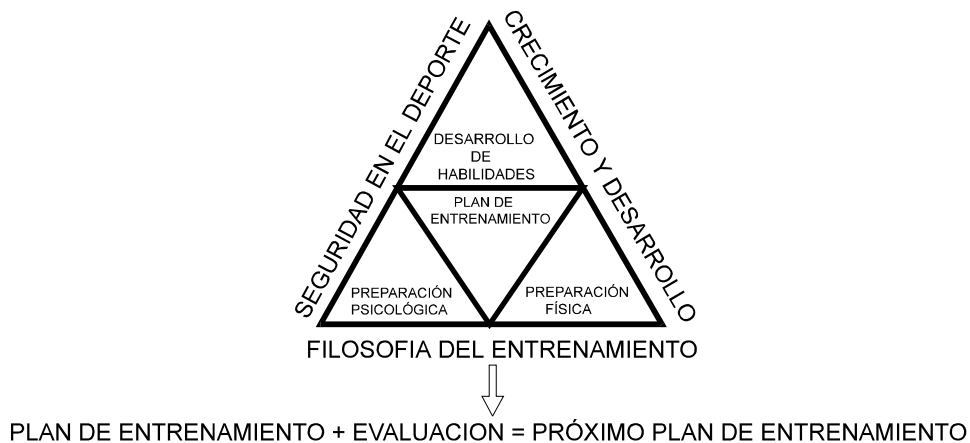 SEGURIDAD EN EL DEPORTE
CRECIMIENTO Y DESARROLLO
DESARROLLO
DE
HABILIDADES
PLAN DE
ENTRENAMIENTO
PREPARACIÓN
PSICOLÓGICA
PREPARACIÓN
FÍSICA
FILOSOFIA DEL ENTRENAMIENTO
PLAN DE ENTRENAMIENTO + EVALUACION = PRÓXIMO PLAN DE ENTRENAMIENTO